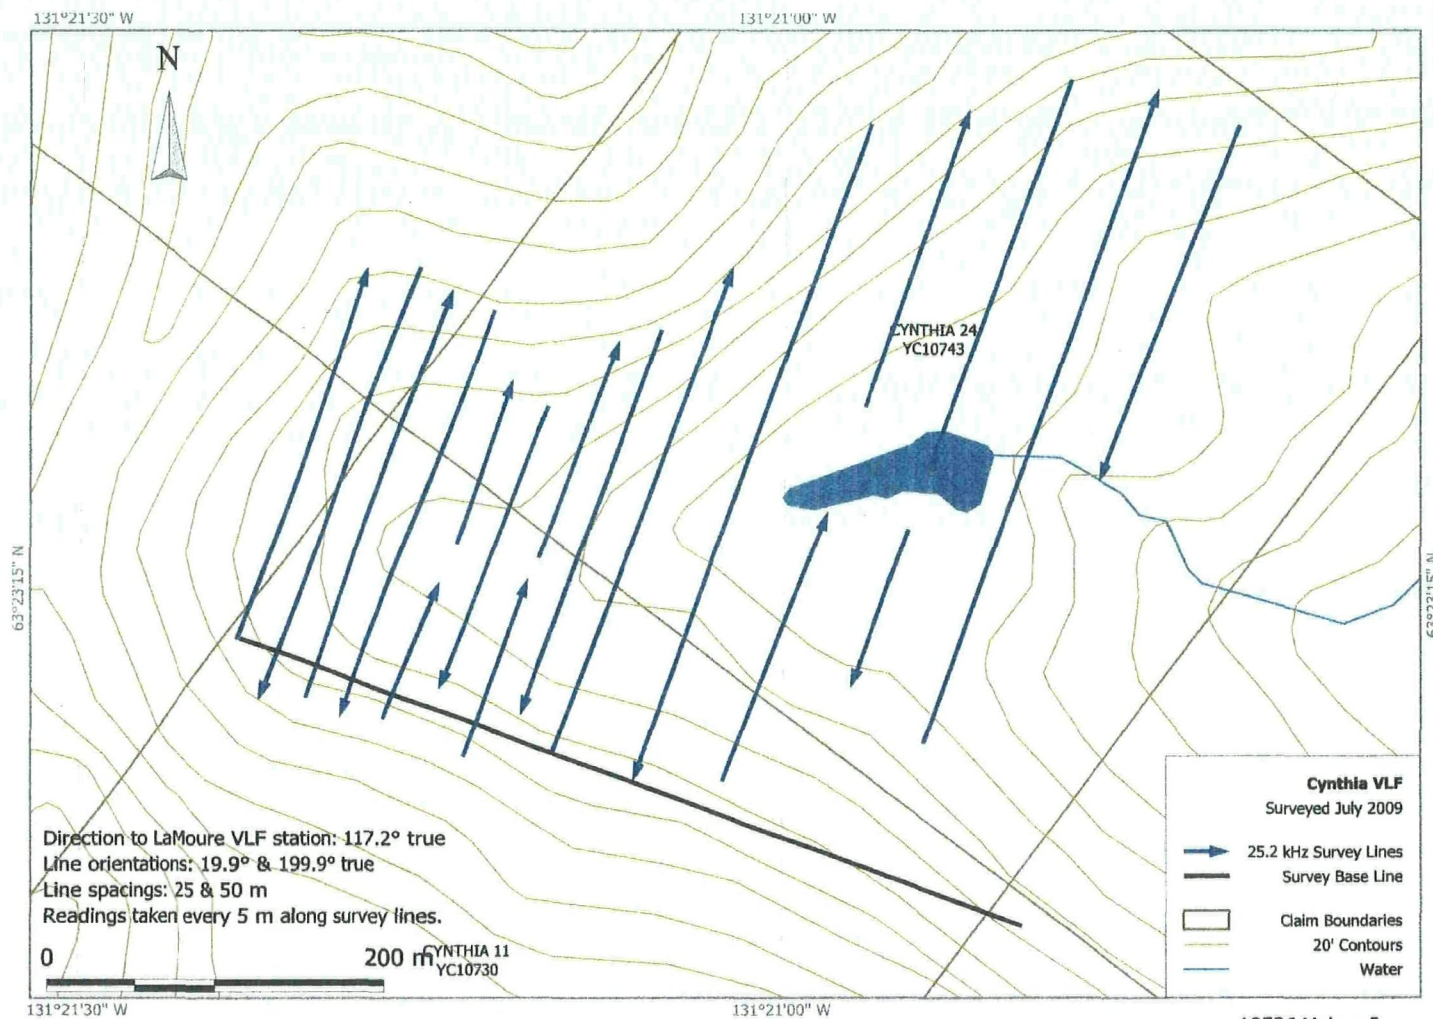 131°21'30" W
131°21'00" W
N
CYNTHIA 24
YC10743
63°23'15" N
63°23'15" N
Direction to LaMoure VLF station: 117.2° true
Line orientations: 19.9° & 199.9° true
Line spacings: 25 & 50 m
Readings taken every 5 m along survey lines.
0 200 m
CYNTHIA 11
YC10730
Cynthia VLF
Surveyed July 2009
25.2 kHz Survey Lines
Survey Base Line
Claim Boundaries
20' Contours
Water
131°21'30" W
131°21'00" W